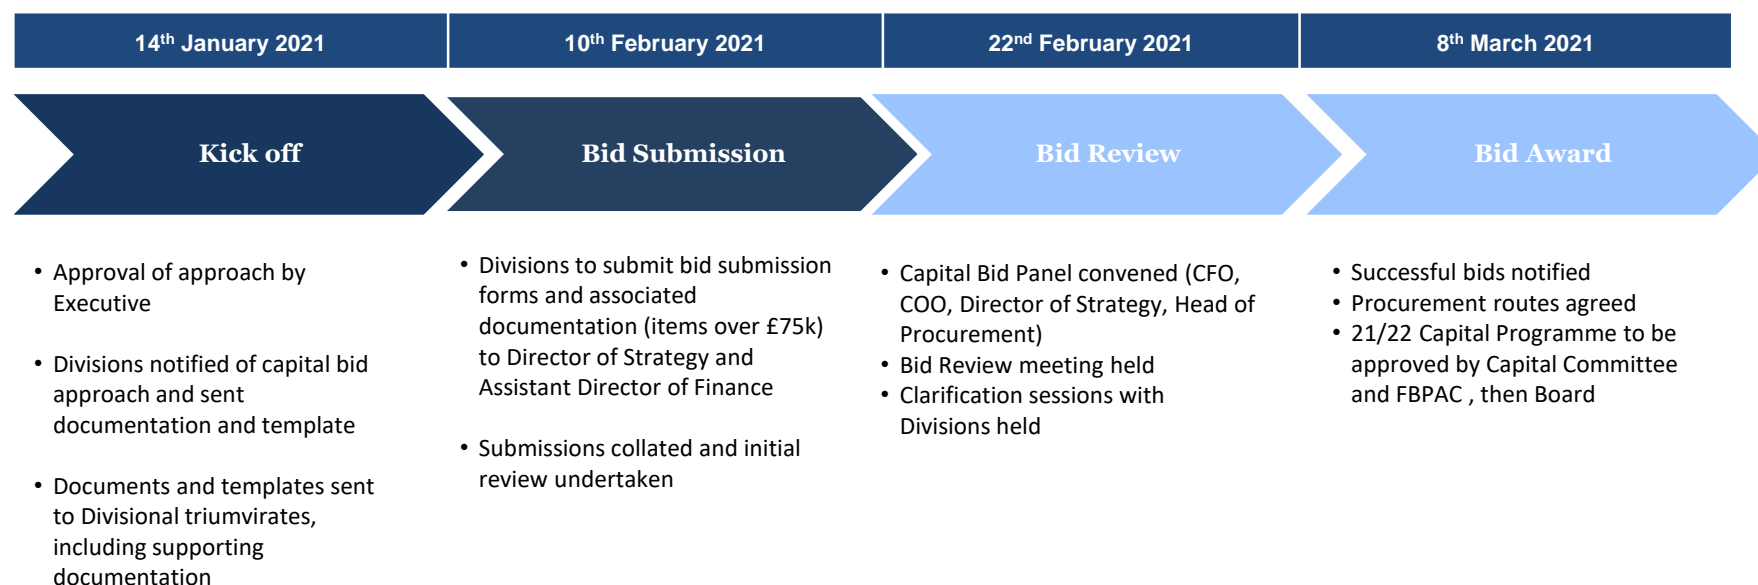 14th January 2021
10th February 2021
22nd February 2021
8th March 2021
Kick off
Bid Submission
Bid Review
Bid Award
• Approval of approach by
Executive
• Divisions notified of capital bid
approach and sent
documentation and template
• Documents and templates sent
to Divisional triumvirates,
including supporting
documentation
• Divisions to submit bid submission
forms and associated
documentation (items over £75k)
to Director of Strategy and
Assistant Director of Finance
• Submissions collated and initial
review undertaken
• Capital Bid Panel convened (CFO,
COO, Director of Strategy, Head of
Procurement)
• Bid Review meeting held
• Clarification sessions with
Divisions held
• Successful bids notified
• Procurement routes agreed
• 21/22 Capital Programme to be
approved by Capital Committee
and FBPAC , then Board